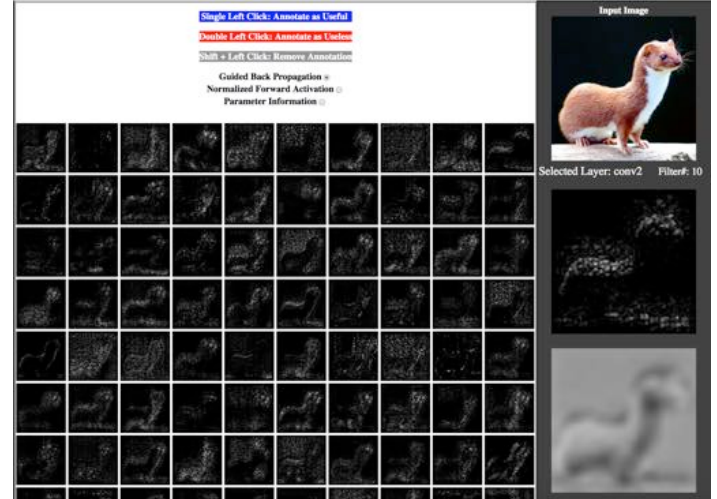 Single Left Click: Annotate as Useful
Double Left Click: Annotate as Useless
Shift + Left Click: Remove Annotation
Guided Back Propagation
Normalized Forward Activation
Parameter Information
Input Image
Selected Layer: conv2 Filter#: 10